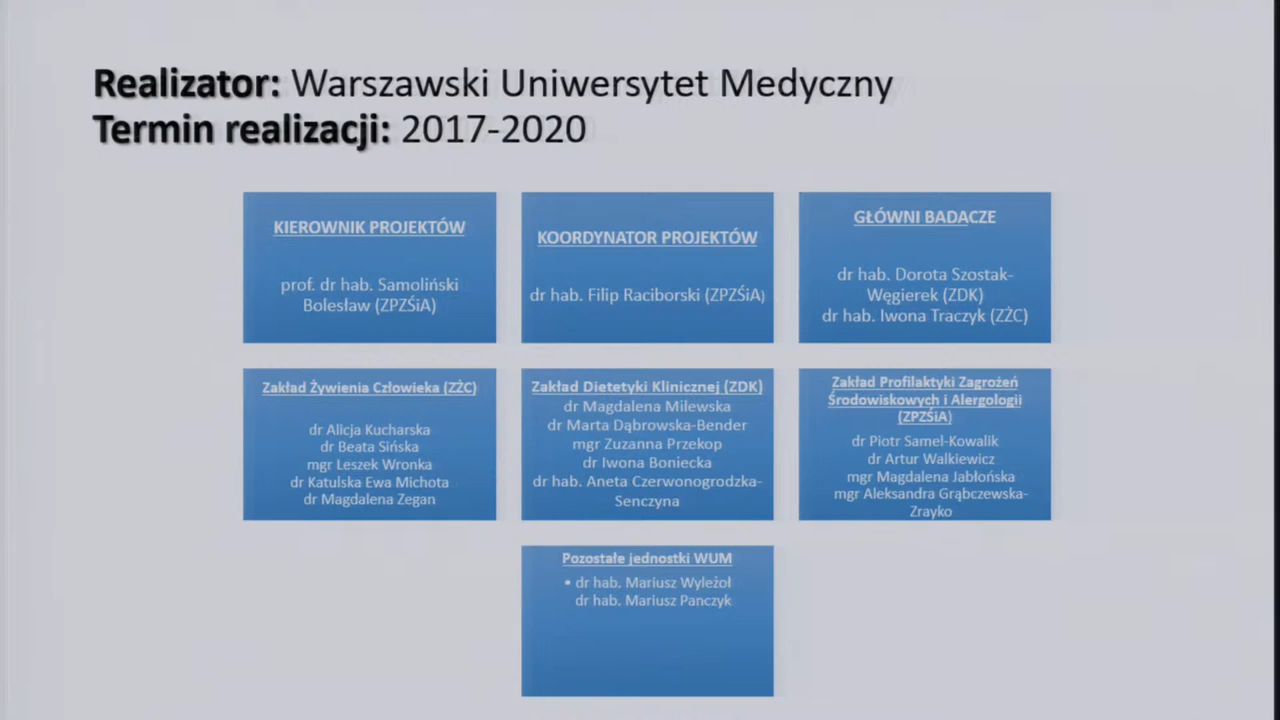 Realizator: Warszawski Uniwersytet Medyczny
Termin realizacji: 2017-2020
KIEROWNIK PROJEKTÓW
prof. dr hab. Samoliński
Bolesław (ZPZŚiA)
KOORDYNATOR PROJEKTÓW
dr hab. Filip Raciborski (ZPZŚiA)
GŁÓWNI BADACZE
dr hab. Dorota Szostak-
Węgierek (ZDK)
dr hab. Iwona Traczyk (ZŻC)
Zakład Żywienia Człowieka (ZŻC)
dr Alicja Kucharska
dr Beata Sińska
mgr Leszek Wronka
dr Katulska Ewa Michota
dr Magdalena Zegan
Zakład Dietetyki Klinicznej (ZDK)
dr Magdalena Milewska
dr Marta Dąbrowska-Bender
mgr Zuzanna Przekop
dr Iwona Boniecka
dr hab. Aneta Czerwonogrodzka-
Senczyna
Zakład Profilaktyki Zagrożeń
Środowiskowych i Alergologii
(ZPZŚiA)
dr Piotr Samel-Kowalik
dr Artur Walkiewicz
mgr Magdalena Jabłońska
mgr Aleksandra Grąbczewska-
Zrayko
Pozostałe jednostki WUM
• dr hab. Mariusz Wyleżoł
dr hab. Mariusz Panczyk